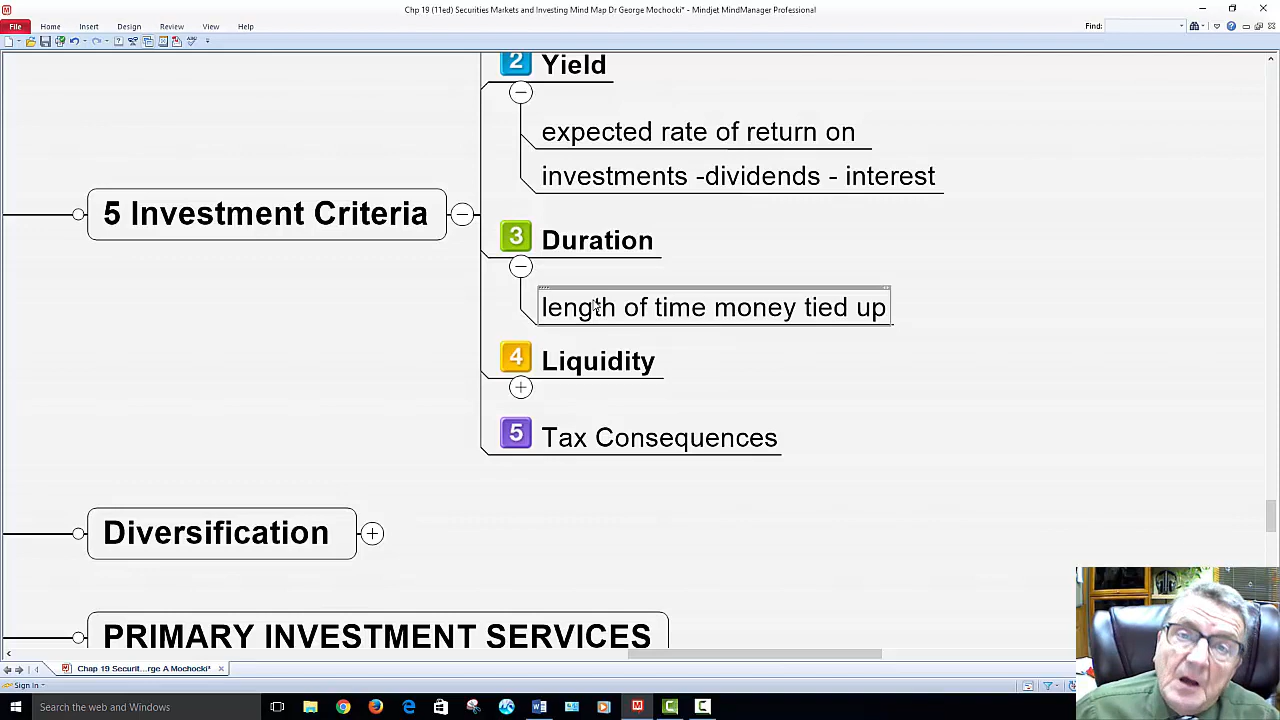 Chp 19 (11ed) Securities Markets and Investing Mind Map Dr George Mochocki* - Mindjet MindManager Professional
File Home Insert Design Review View Help
Find:
2 Yield
expected rate of return on
investments -dividends - interest
5 Investment Criteria
3 Duration
length of time money tied up
4 Liquidity
5 Tax Consequences
Diversification
PRIMARY INVESTMENT SERVICES
Chap 19 Securit...rge A Mochocki*
Sign In
Search the web and Windows